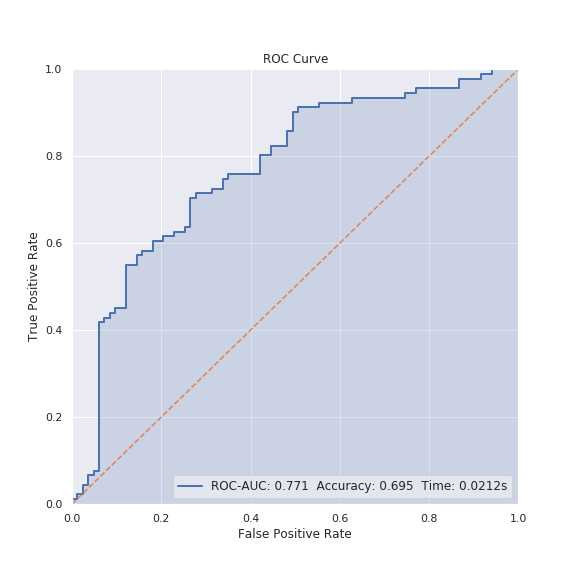 ROC Curve
1.0
0.8
0.6
0.4
0.2
0.0
True Positive Rate
ROC-AUC: 0.771  Accuracy: 0.695  Time: 0.0212s
0.0 0.2 0.4 0.6 0.8 1.0
False Positive Rate